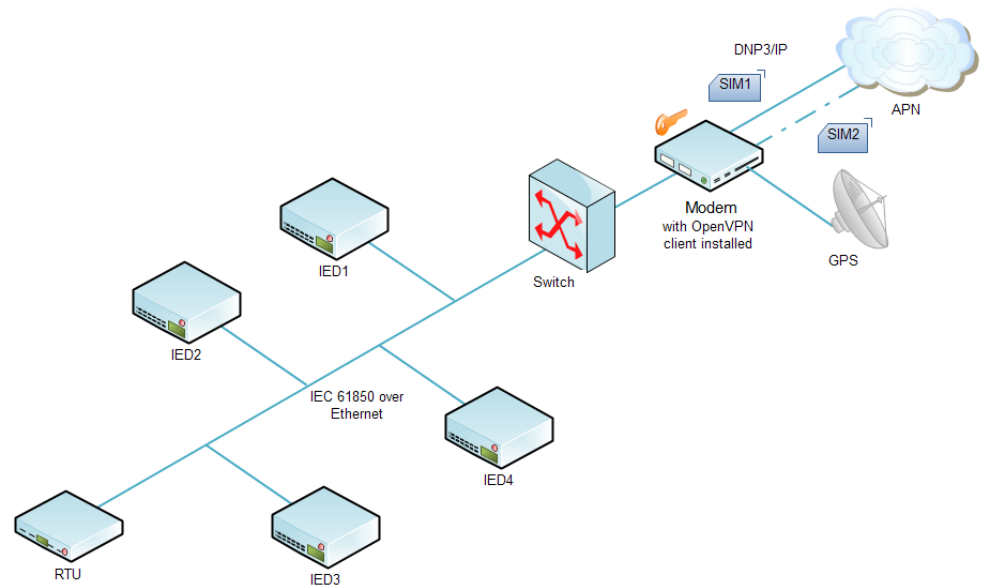 DNP3/IP
SIM1
APN
SIM2
Modem
with OpenVPN
client installed
GPS
Switch
IED1
IED2
IEC 61850 over
Ethernet
IED4
IED3
RTU